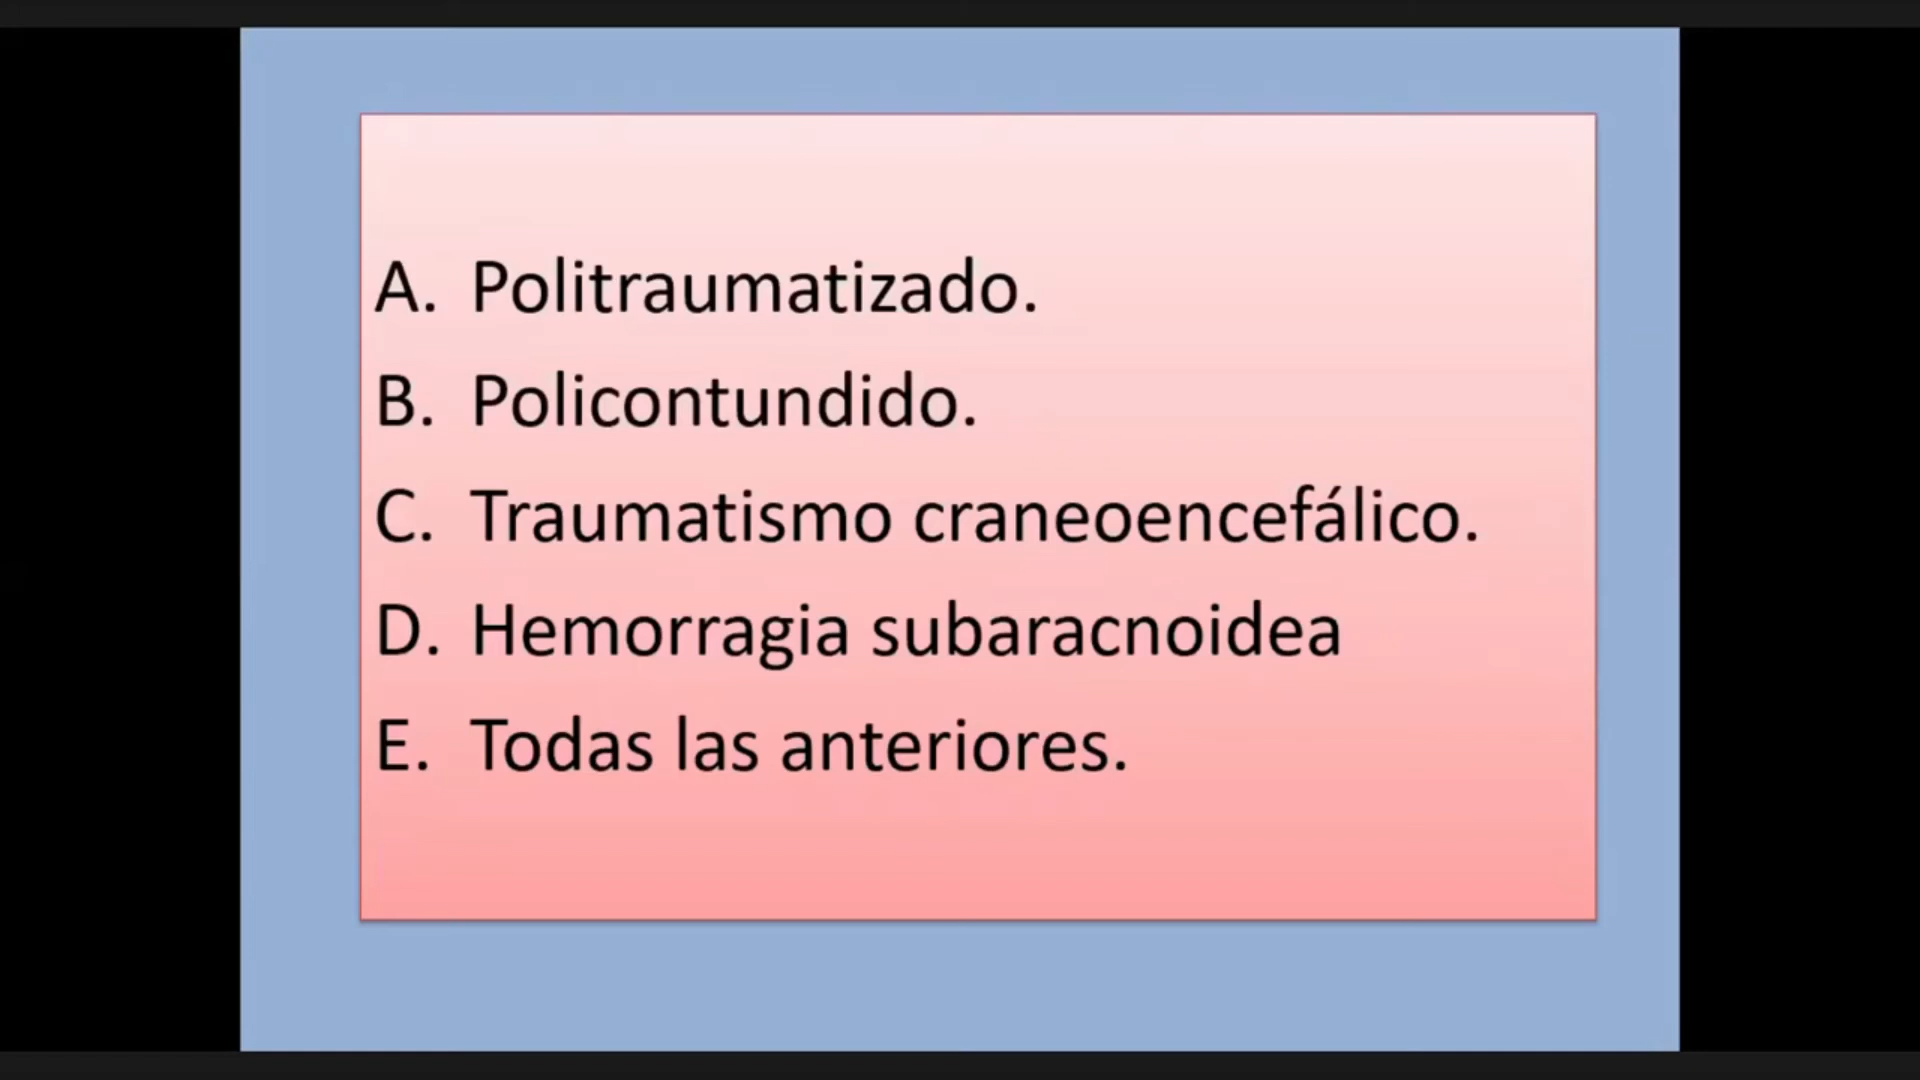 A. Politraumatizado.
B. Policontundido.
C. Traumatismo craneoencefálico.
D. Hemorragia subaracnoidea
E. Todas las anteriores.